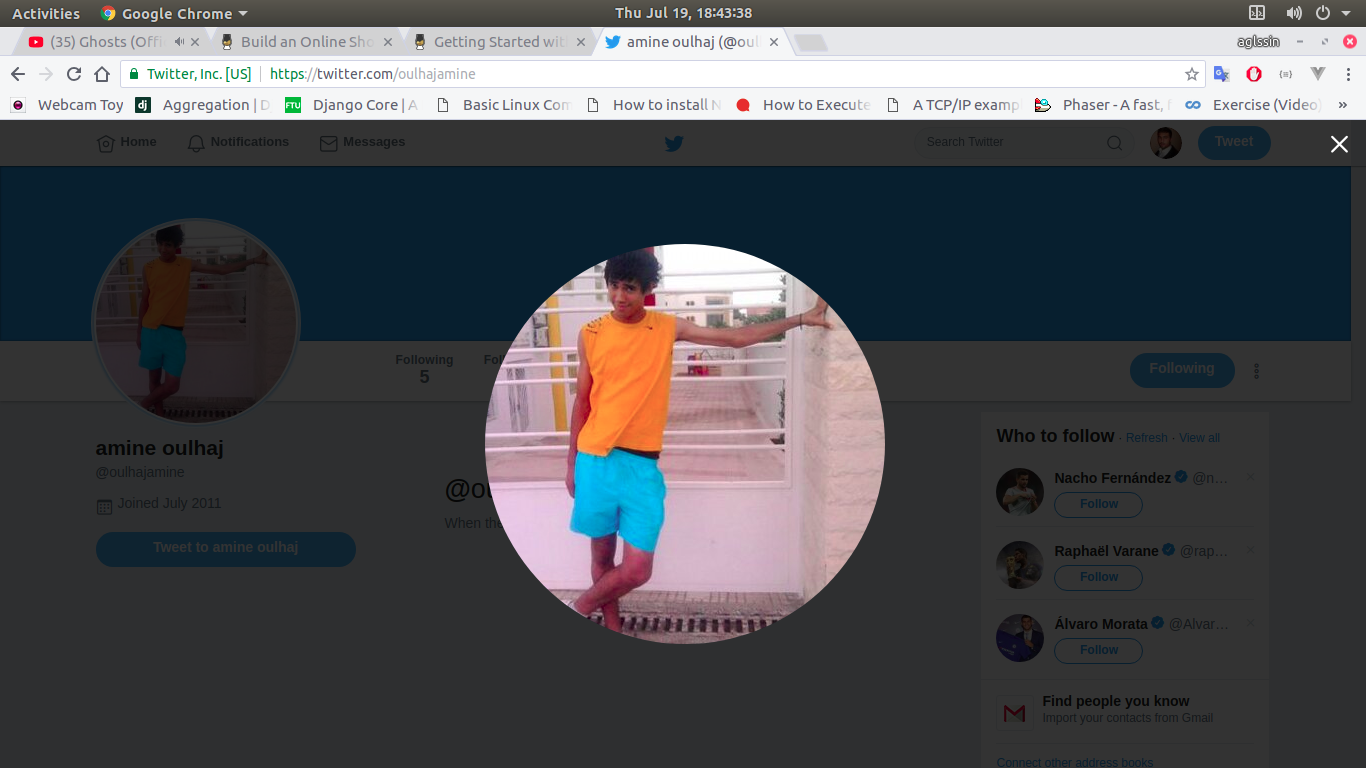 Activities Google Chrome Thu Jul 19, 18:43:38
(35) Ghosts (Offi Build an Online Sho Getting Started wit amine oulhaj (@oul aglssin
Twitter, Inc. [US] https://twitter.com/oulhajamine
Webcam Toy dj Aggregation | D FTU Django Core | A Basic Linux Com How to install N How to Execute A TCP/IP examp Phaser - A fast, f Exercise (Video) »
Home Notifications Messages Search Twitter Tweet
Following Fol
5
Following
amine oulhaj
@oulhajamine
Joined July 2011
Tweet to amine oulhaj
@ou
When the
Who to follow · Refresh · View all
Nacho Fernández @n...
Follow
Raphaël Varane @rap...
Follow
Álvaro Morata @Alvar...
Follow
Find people you know
Import your contacts from Gmail
Connect other address books